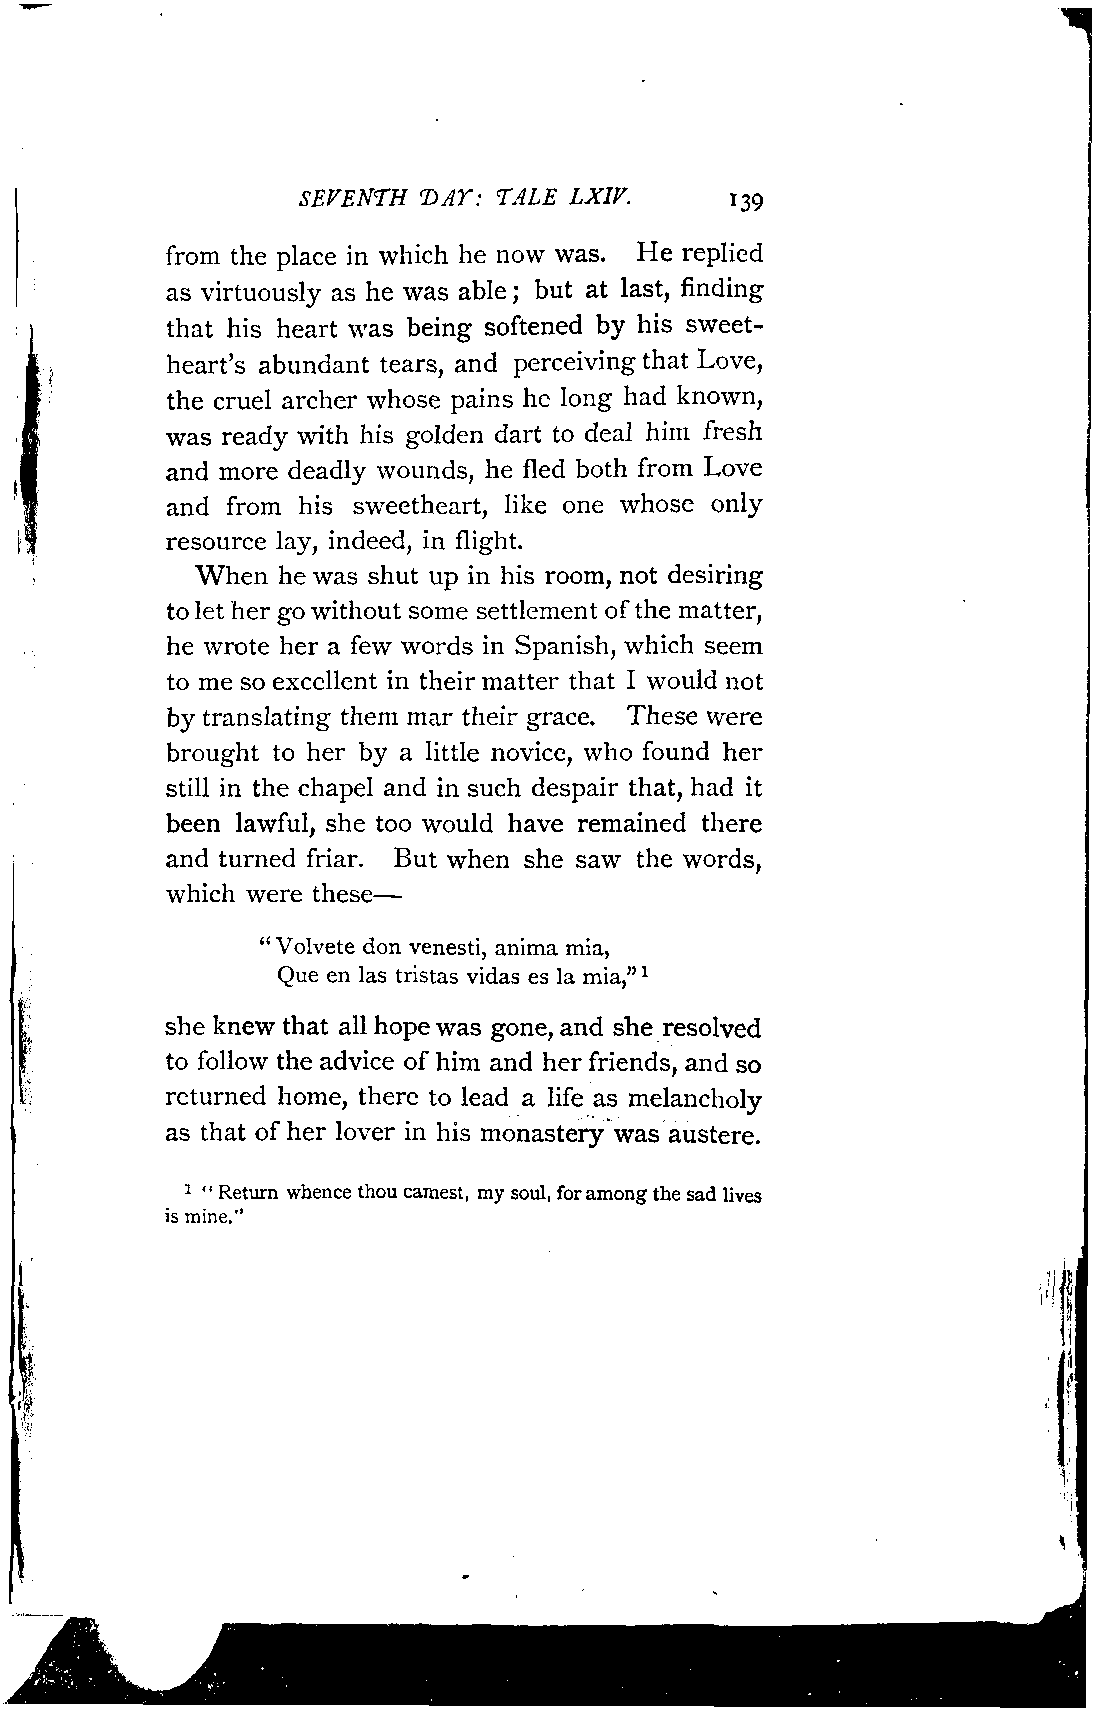 SEVENTH DAY: TALE LXIV. 139
from the place in which he now was. He replied
as virtuously as he was able; but at last, finding
that his heart was being softened by his sweet-
heart's abundant tears, and perceiving that Love,
the cruel archer whose pains he long had known,
was ready with his golden dart to deal him fresh
and more deadly wounds, he fled both from Love
and from his sweetheart, like one whose only
resource lay, indeed, in flight.
When he was shut up in his room, not desiring
to let her go without some settlement of the matter,
he wrote her a few words in Spanish, which seem
to me so excellent in their matter that I would not
by translating them mar their grace. These were
brought to her by a little novice, who found her
still in the chapel and in such despair that, had it
been lawful, she too would have remained there
and turned friar. But when she saw the words,
which were these—
"Volvete don venesti, anima mia,
Que en las tristas vidas es la mia,"¹
she knew that all hope was gone, and she resolved
to follow the advice of him and her friends, and so
returned home, there to lead a life as melancholy
as that of her lover in his monastery was austere.
¹ "Return whence thou camest, my soul, for among the sad lives
is mine."